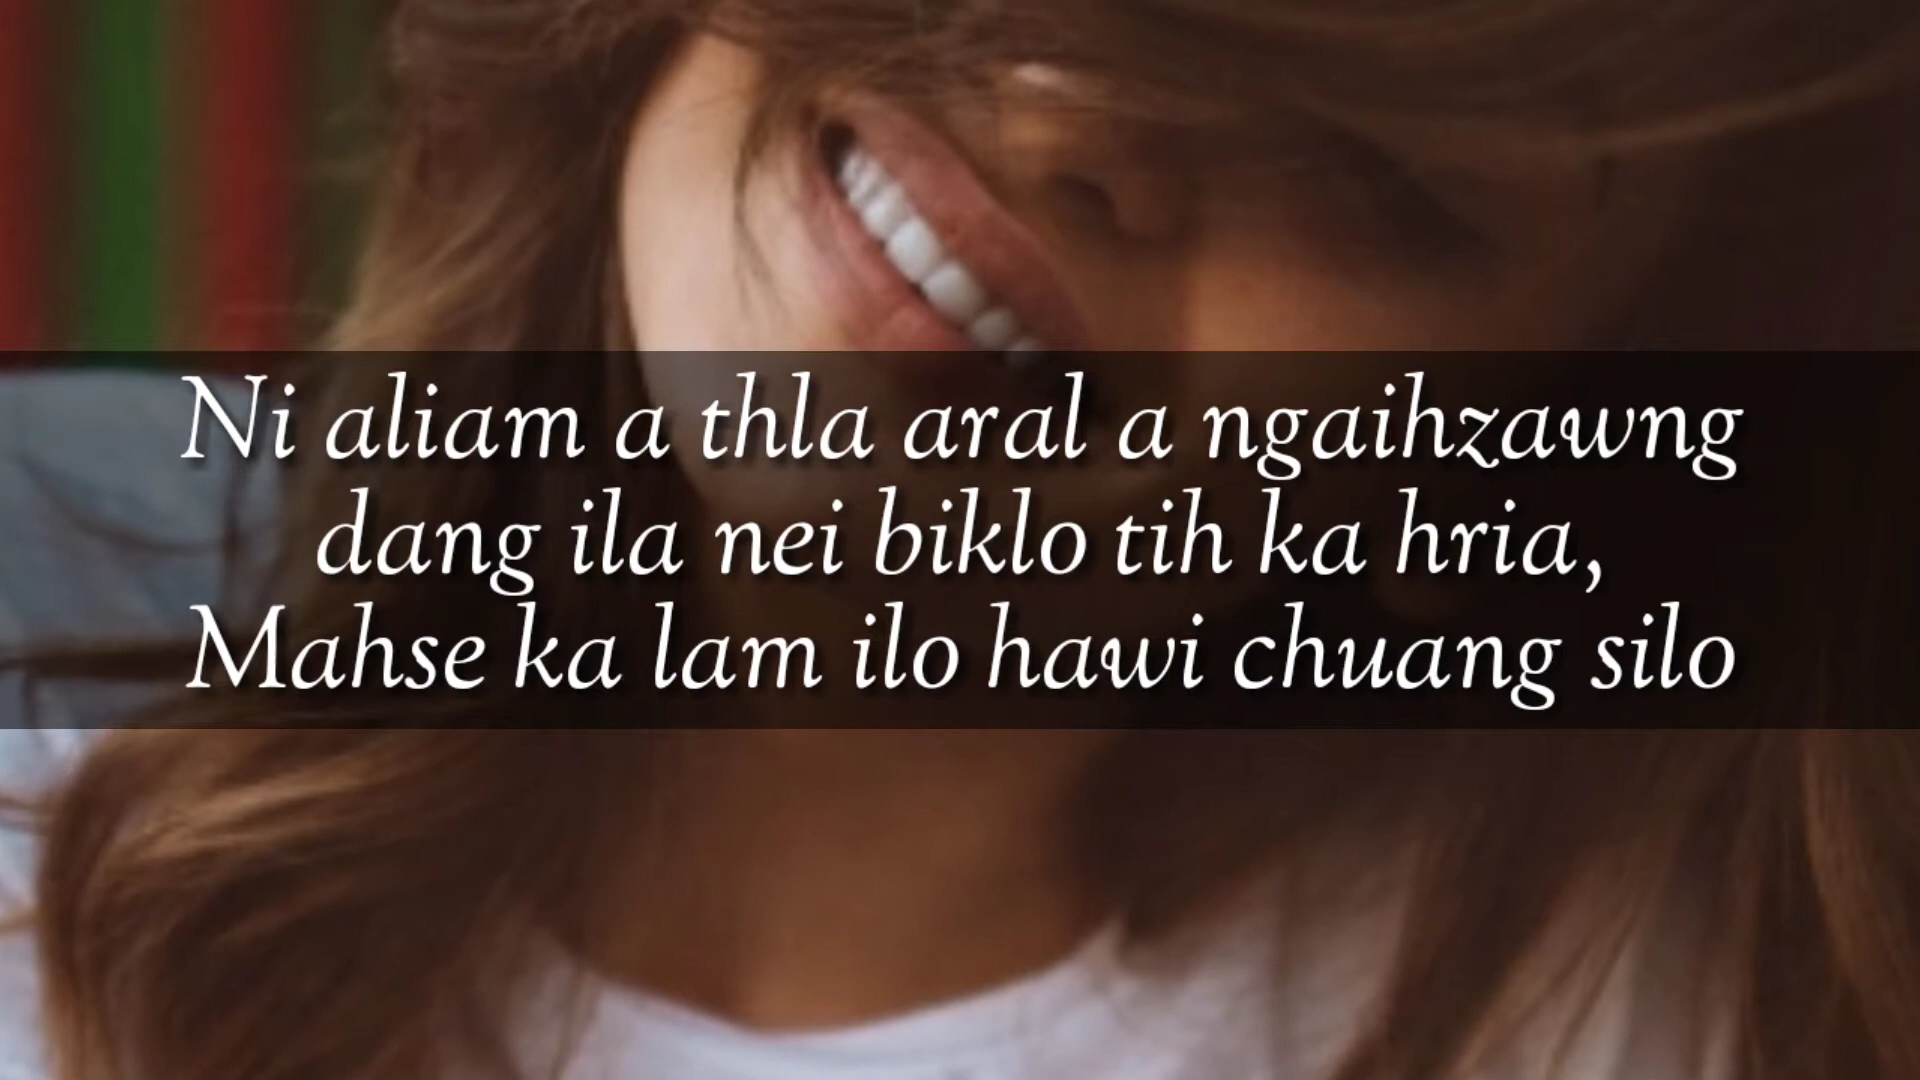 Ni aliam a thla aral a ngaihzawng
dang ila nei biklo tih ka hria,
Mahse ka lam ilo hawi chuang silo